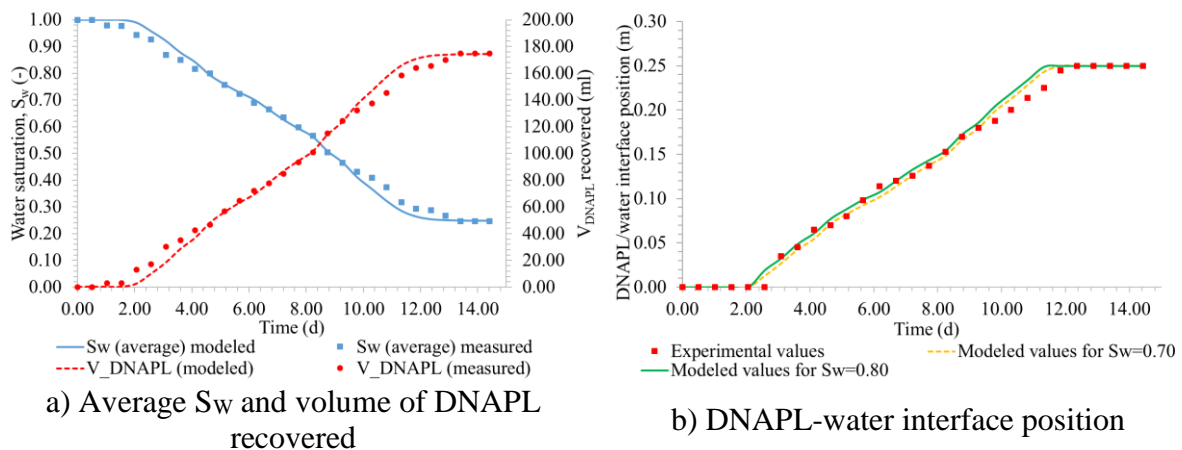 1.00
0.90
0.80
0.70
0.60
0.50
0.40
0.30
0.20
0.10
0.00
Water saturation, Sw (-)
200.00
180.00
160.00
140.00
120.00
100.00
80.00
60.00
40.00
20.00
0.00
VDNAPL recovered (ml)
0.00 2.00 4.00 6.00 8.00 10.00 12.00 14.00
Time (d)
Sw (average) modeled
Sw (average) measured
V_DNAPL (modeled)
V_DNAPL (measured)
a) Average Sw and volume of DNAPL
recovered
DNAPL/water interface position (m)
0.30
0.25
0.20
0.15
0.10
0.05
0.00
0.00 2.00 4.00 6.00 8.00 10.00 12.00 14.00
Time (d)
Experimental values
Modeled values for Sw=0.70
Modeled values for Sw=0.80
b) DNAPL-water interface position